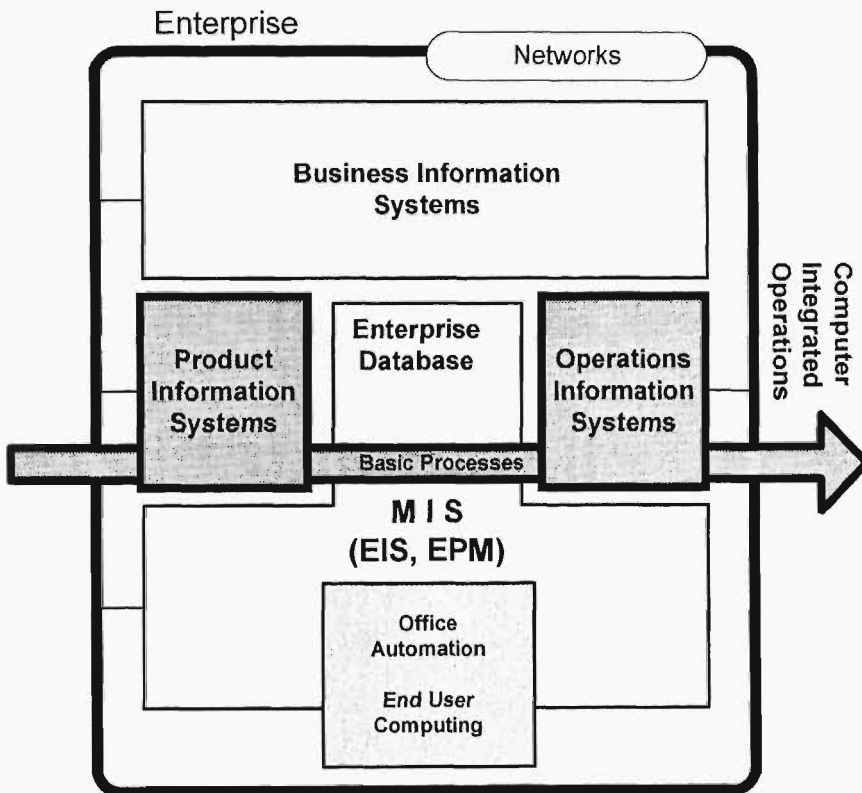 Enterprise
Networks
Business Information
Systems
Product
Information
Systems
Enterprise
Database
Operations
Information
Systems
Computer
Integrated
Operations
Basic Processes
M I S
(EIS, EPM)
Office
Automation
End User
Computing